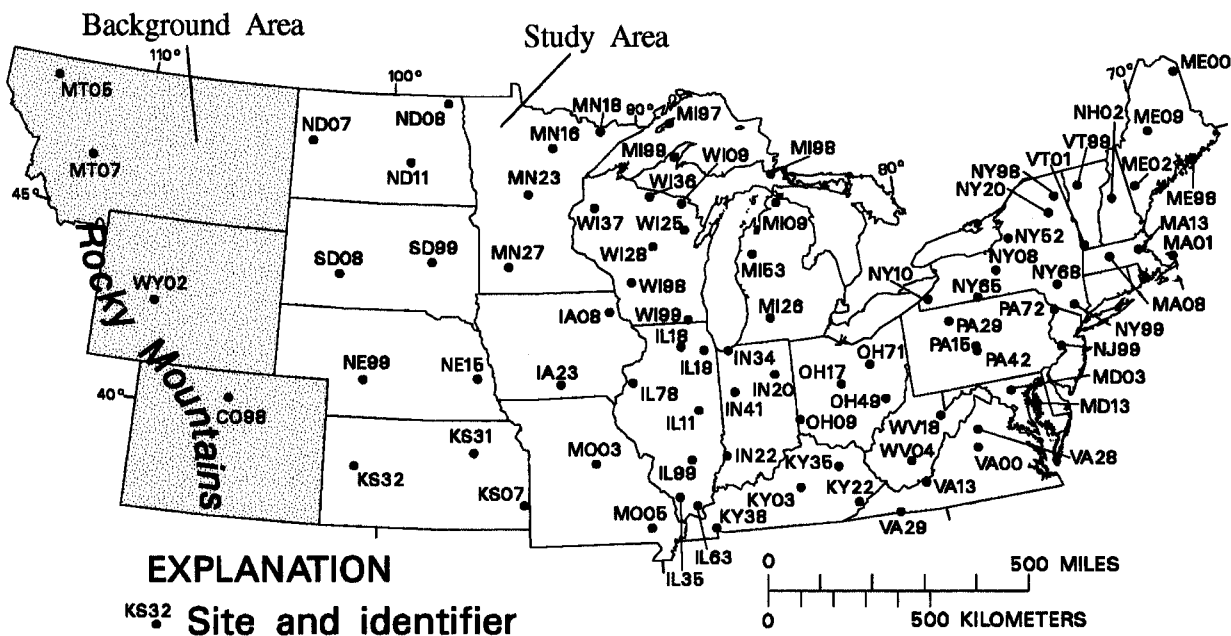 Background Area
Study Area
110°
100°
90°
80°
70°
45°
40°
MT05
MT07
WY02
CO98
Rocky Mountains
ND07
ND08
ND11
SD08
SD99
NE99
NE15
KS31
KS32
KS07
MN18
MN16
MN23
MN27
IA08
IA23
MO03
MO05
MI97
MI99
MI98
MI09
MI53
MI26
WI09
WI36
WI37
WI25
WI28
WI98
WI99
IL18
IL19
IL78
IL11
IL99
IL35
IL63
IN34
IN20
IN41
IN22
OH71
OH17
OH49
OH09
KY35
KY03
KY22
KY38
WV18
WV04
VA00
VA28
VA13
VA29
MD03
MD13
NJ99
PA72
PA29
PA15
PA42
NY99
NY68
NY65
NY10
NY08
NY52
NY20
NY98
VT01
VT99
NH02
ME00
ME09
ME02
ME98
MA13
MA01
MA08
EXPLANATION
KS32 Site and identifier
0 500 MILES
0 500 KILOMETERS